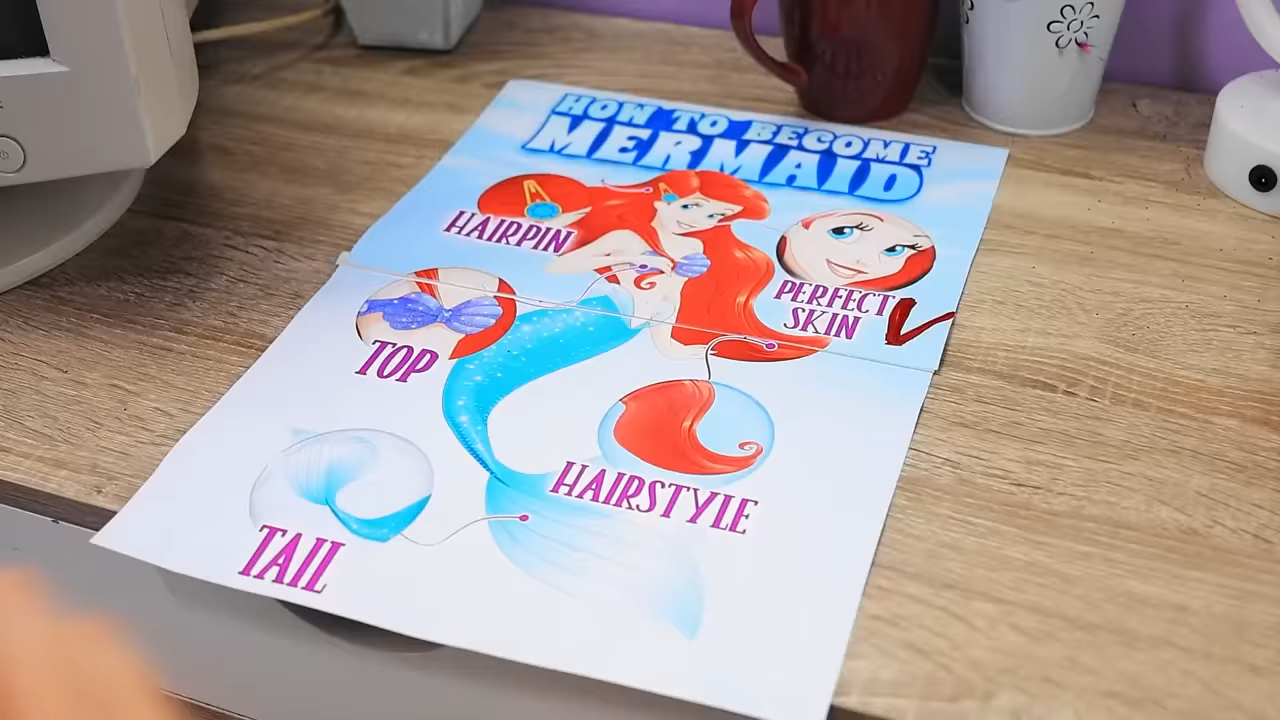 HOW TO BECOME
MERMAID
HAIRPIN
PERFECT
SKIN
TOP
HAIRSTYLE
TAIL